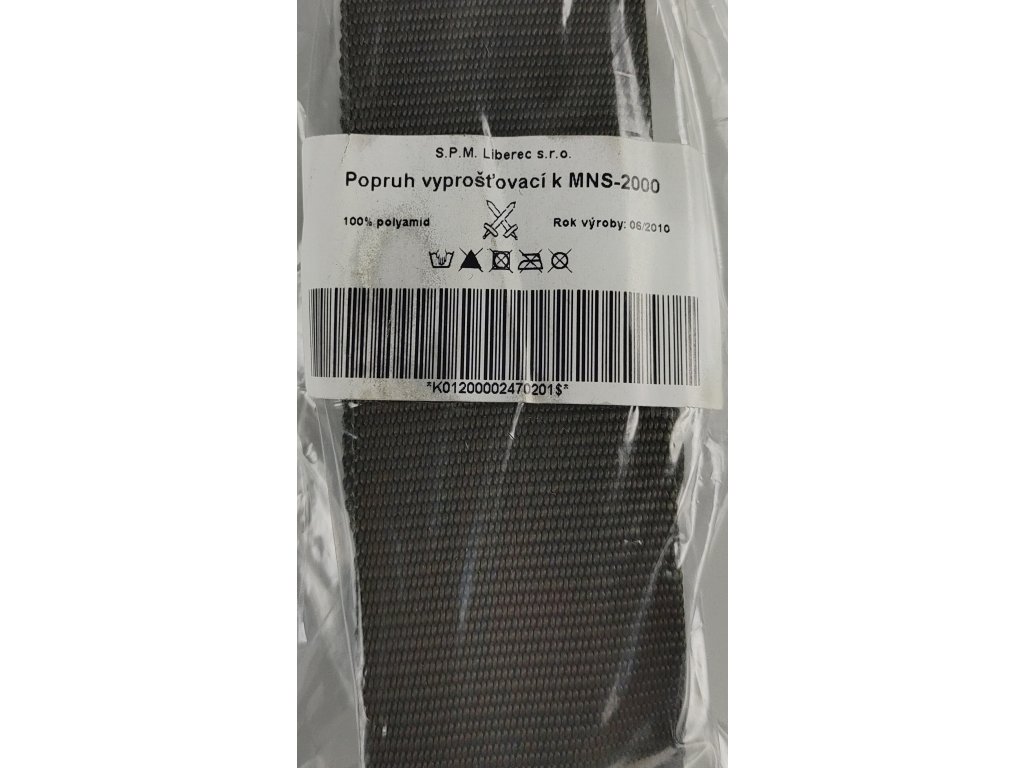 S.P.M. Liberec s.r.o.
Popruh vyprošťovací k MNS-2000
100% polyamid
Rok výroby: 06/2010
*K01200002470201$*